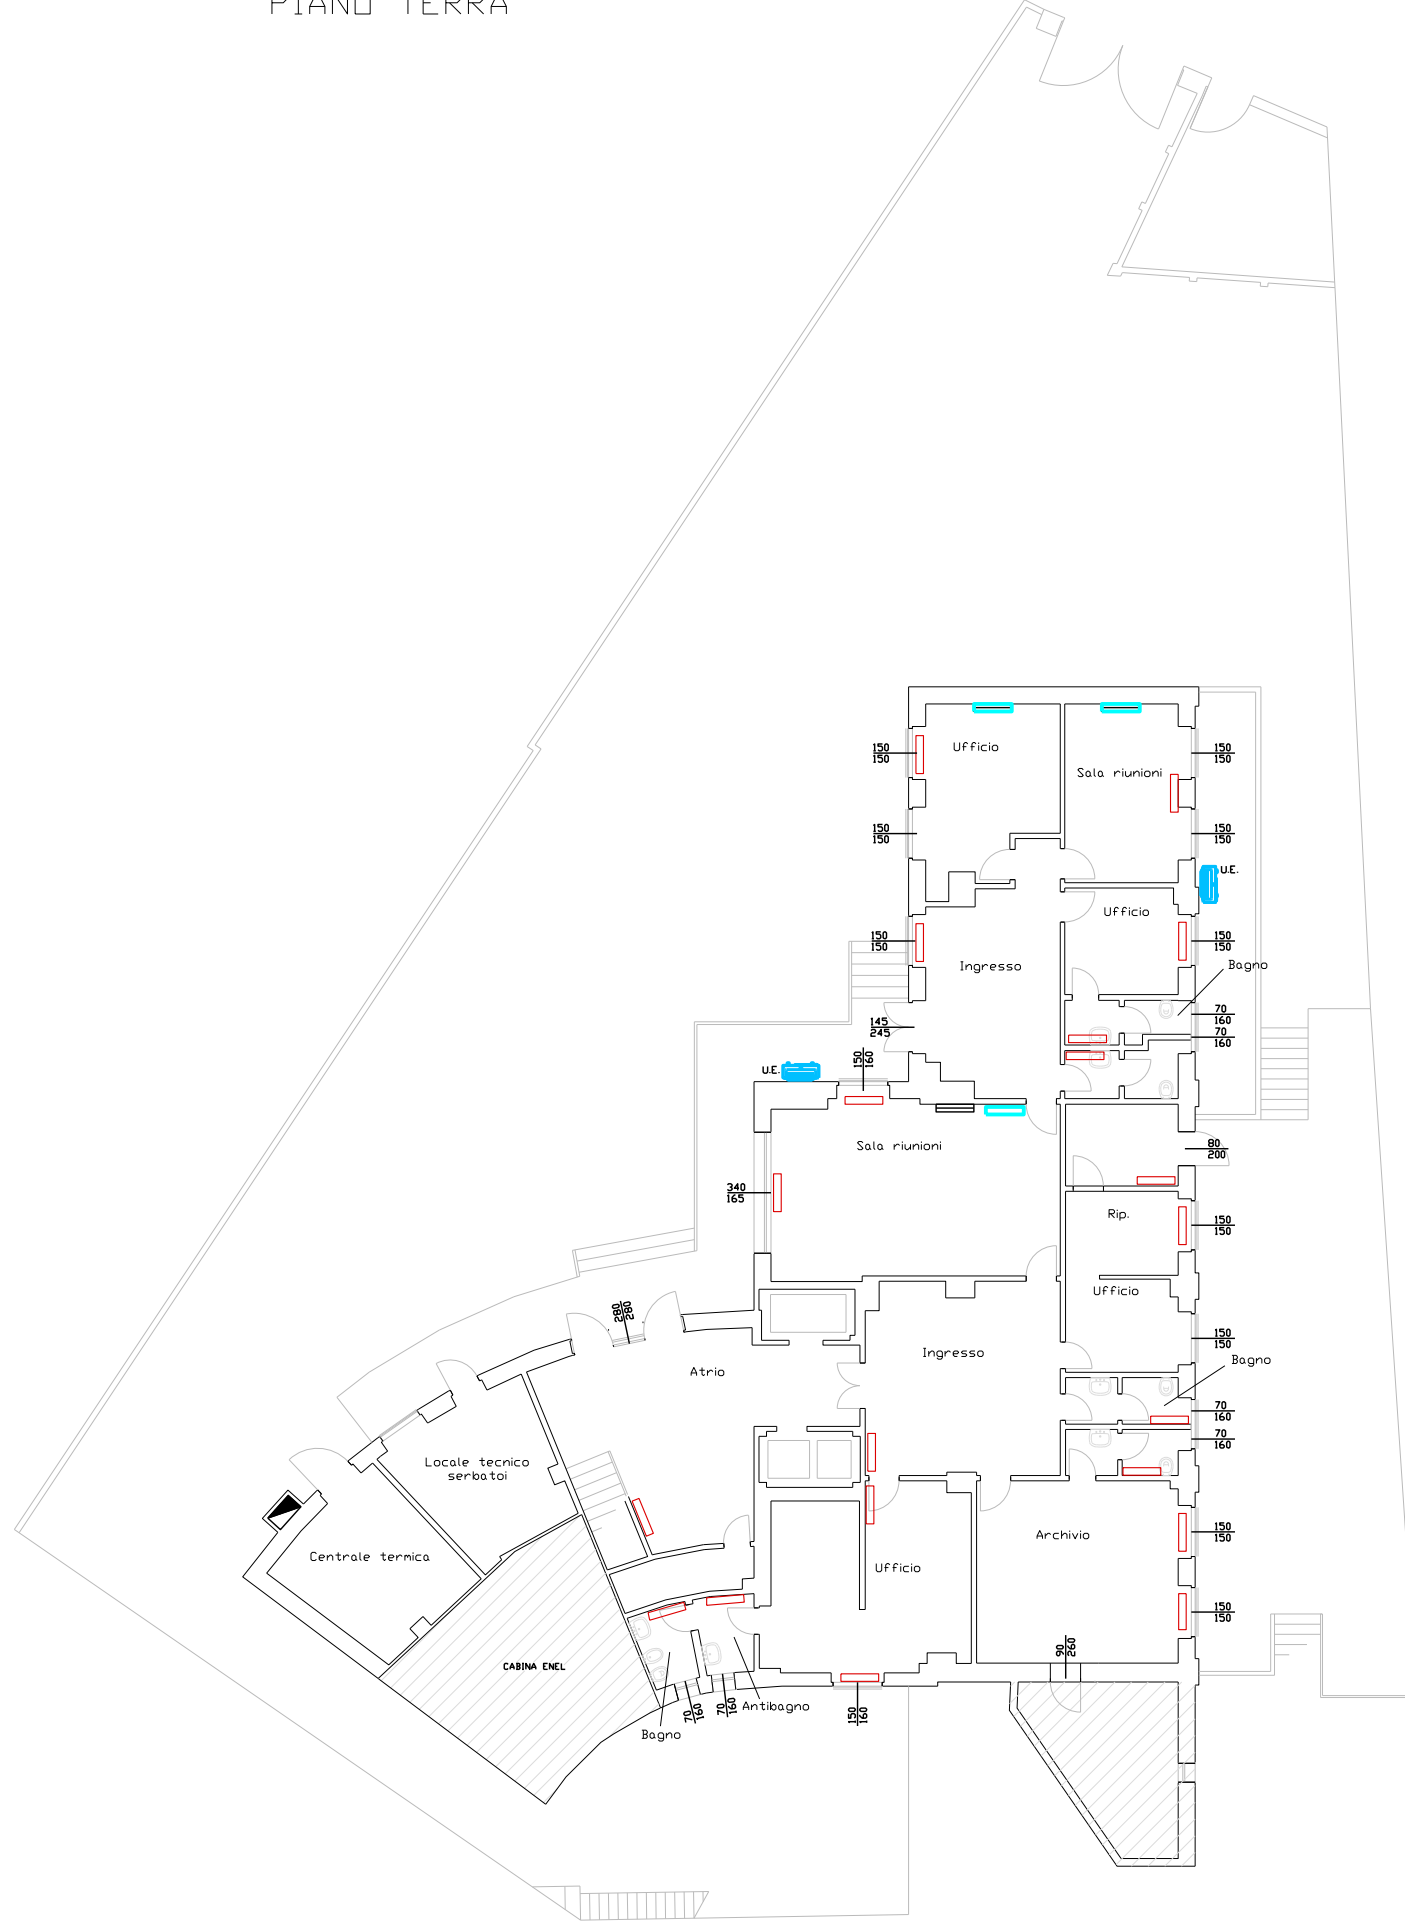 PIANO TERRA
150
150
Ufficio
150
150
Sala riunioni
150
150
150
150
U.E.
Ufficio
150
150
150
150
Ingresso
Bagno
70
160
145
245
70
160
150
160
U.E.
Sala riunioni
80
200
340
165
Rip.
150
150
Ufficio
280
280
150
150
Ingresso
Bagno
Atrio
70
160
70
160
Locale tecnico
serbatoi
150
150
Archivio
Centrale termica
Ufficio
150
150
90
260
CABINA ENEL
Antibagno
70
160
70
160
150
160
Bagno